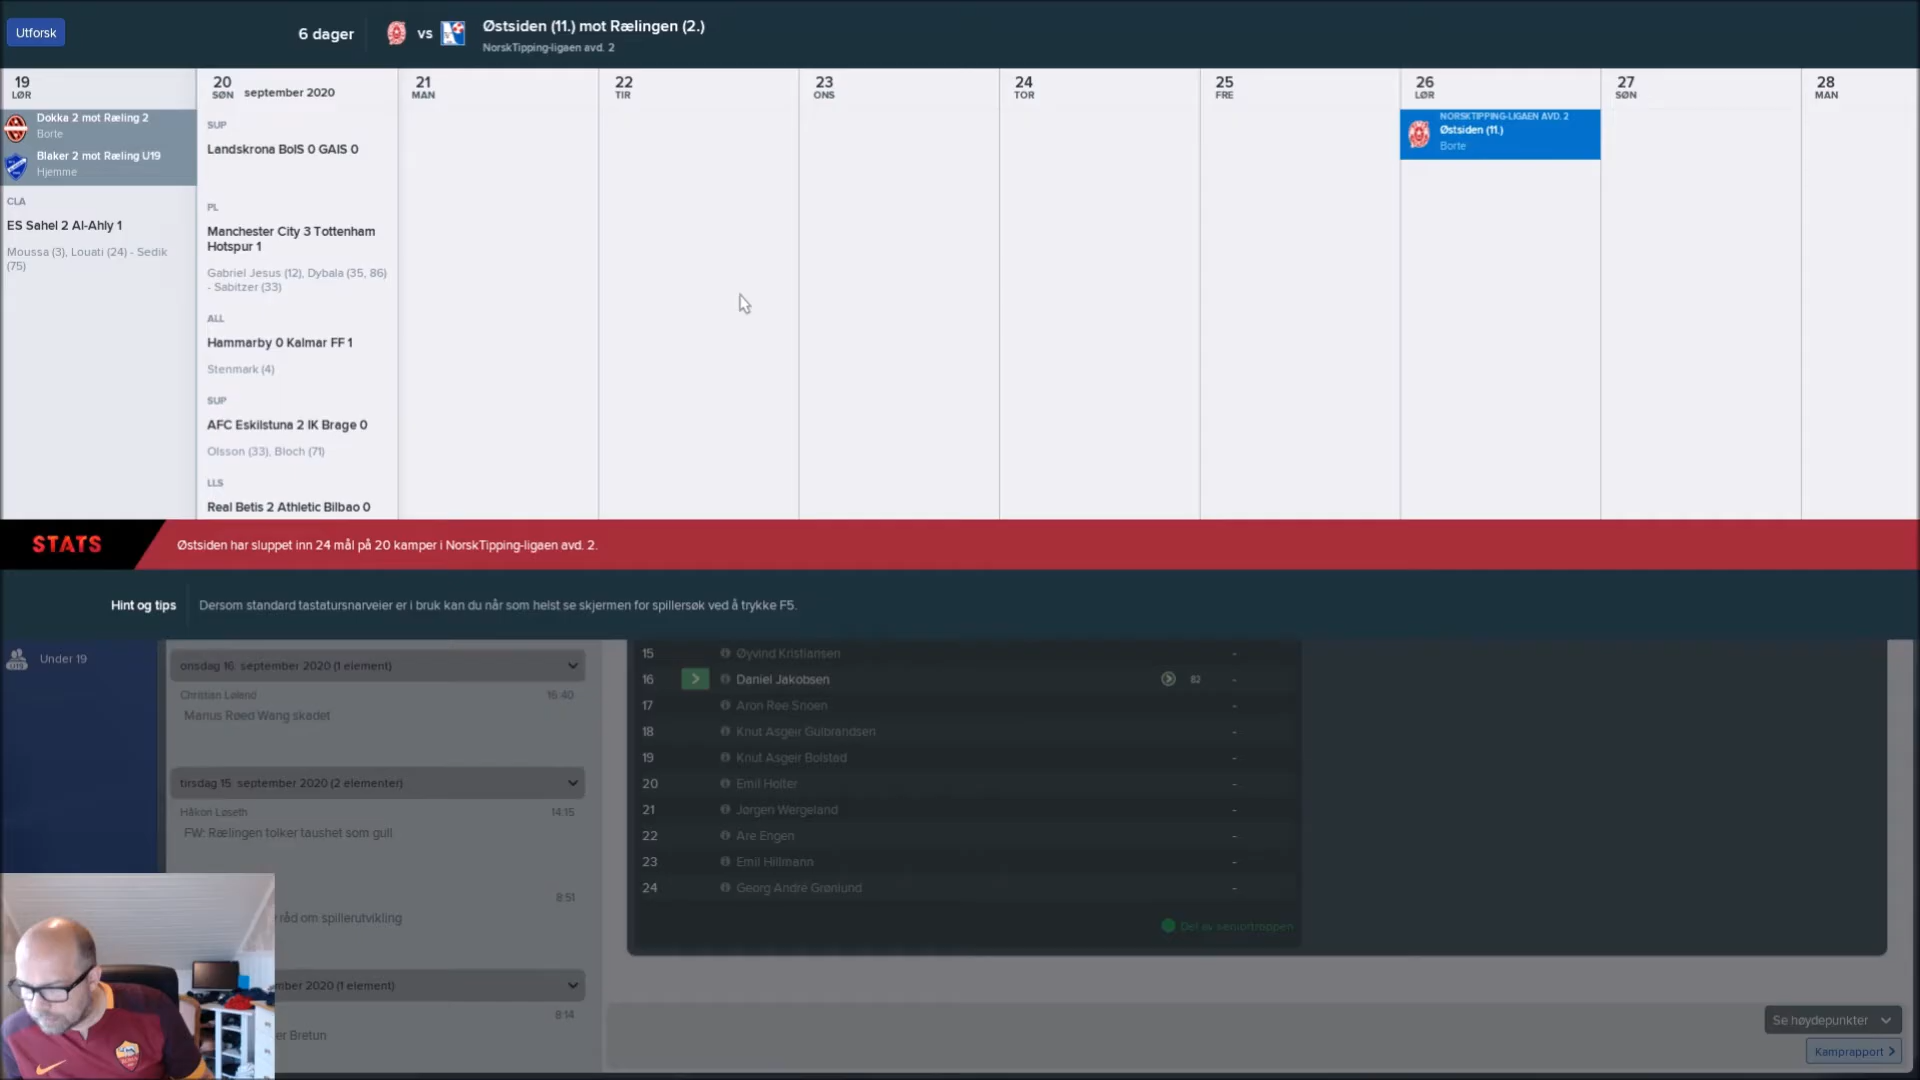 Utforsk
6 dager
vs
Østsiden (11.) mot Rælingen (2.)
NorskTipping-ligaen avd. 2
19
LØR
20
SØN
september 2020
21
MAN
22
TIR
23
ONS
24
TOR
25
FRE
26
LØR
27
SØN
28
MAN
Dokka 2 mot Ræling 2
Borte
Blaker 2 mot Ræling U19
Hjemme
CLA
ES Sahel 2 Al-Ahly 1
Moussa (3), Louati (24) - Sedik
(75)
SUP
Landskrona BoIS 0 GAIS 0
PL
Manchester City 3 Tottenham
Hotspur 1
Gabriel Jesus (12), Dybala (35, 86)
- Sabitzer (33)
ALL
Hammarby 0 Kalmar FF 1
Stenmark (4)
SUP
AFC Eskilstuna 2 IK Brage 0
Olsson (33), Bloch (71)
LLS
Real Betis 2 Athletic Bilbao 0
NORSKTIPPING-LIGAEN AVD. 2
Østsiden (11.)
Borte
STATS
Østsiden har sluppet inn 24 mål på 20 kamper i NorskTipping-ligaen avd. 2.
Hint og tips
Dersom standard tastatursnarveier er i bruk kan du når som helst se skjermen for spillersøk ved å trykke F5.
Under 19
onsdag 16. september 2020 (1 element)
Christian Løland
16:40
Marius Røed Wang skadet
tirsdag 15. september 2020 (2 elementer)
Håkon Løseth
14:15
FW: Rælingen tolker taushet som gull
8:51
råd om spillerutvikling
mber 2020 (1 element)
8:14
er Bretun
15 Øyvind Kristiansen -
16 Daniel Jakobsen 82 -
17 Aron Ree Snoen -
18 Knut Asgeir Gulbrandsen -
19 Knut Asgeir Bolstad -
20 Emil Holter -
21 Jørgen Wergeland -
22 Are Engen -
23 Emil Hillmann -
24 Georg André Grønlund -
Del av seniortroppen
Se høydepunkter
Kamprapport